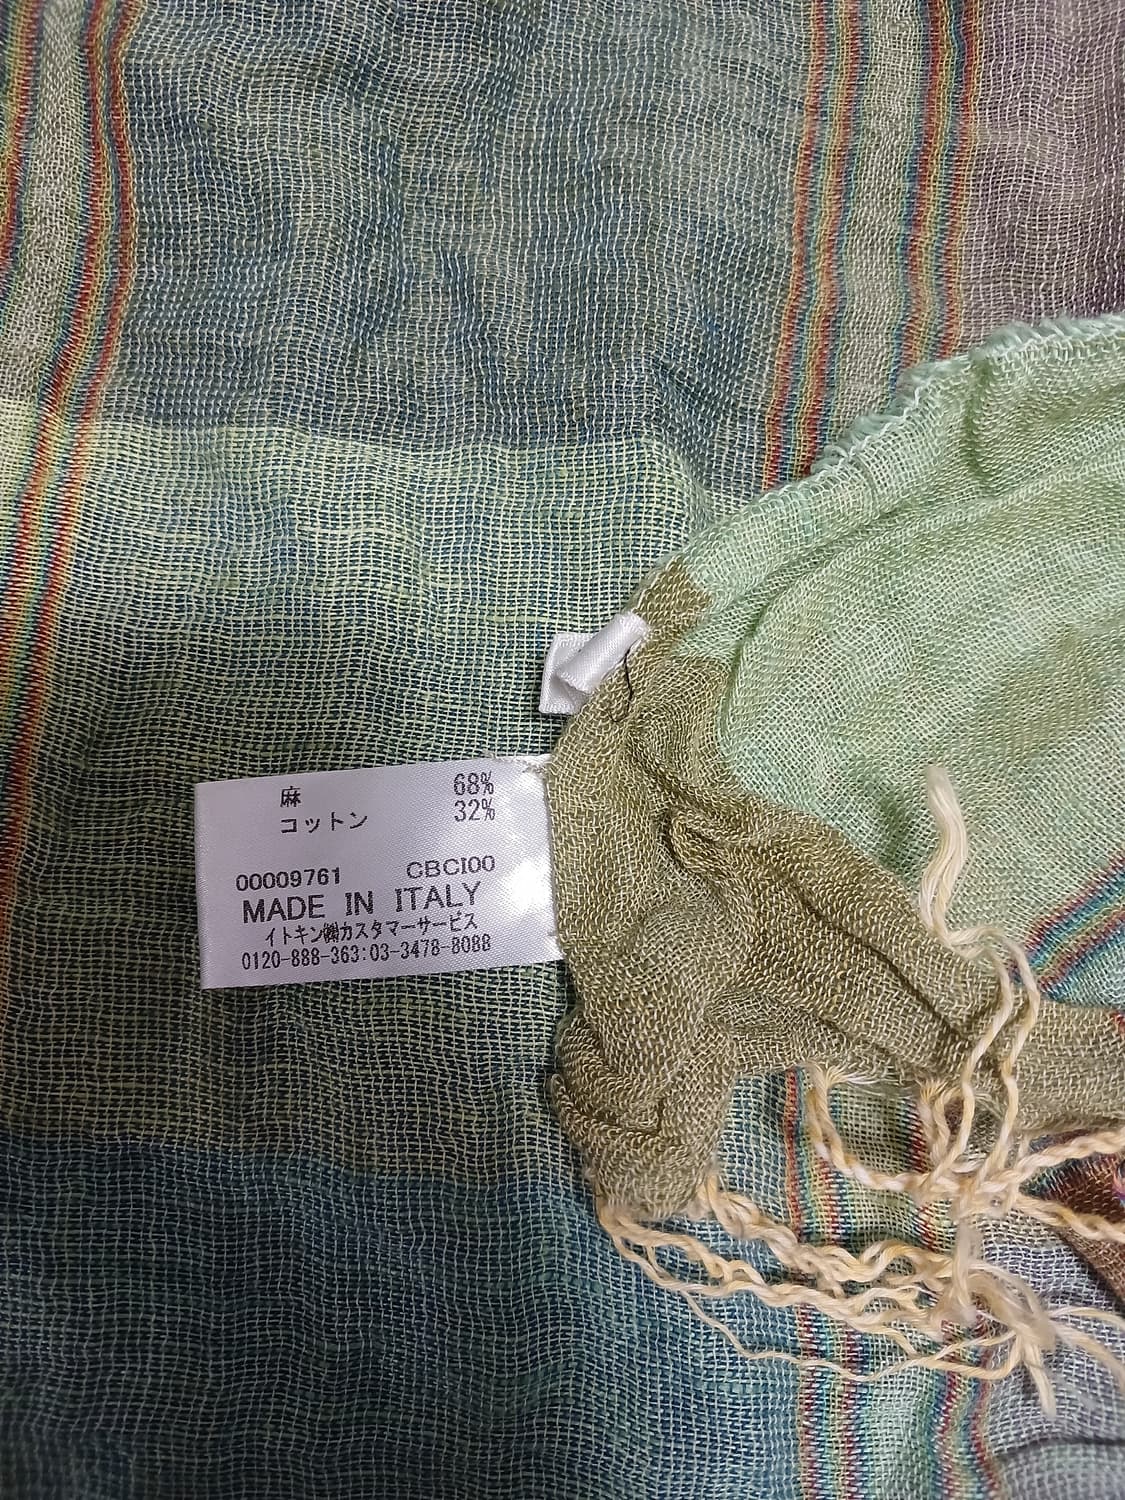 麻 68%
コットン 32%
00009761 CBCI00
MADE IN ITALY
イトキン㈱カスタマーサービス
0120-888-363:03-3478-8088